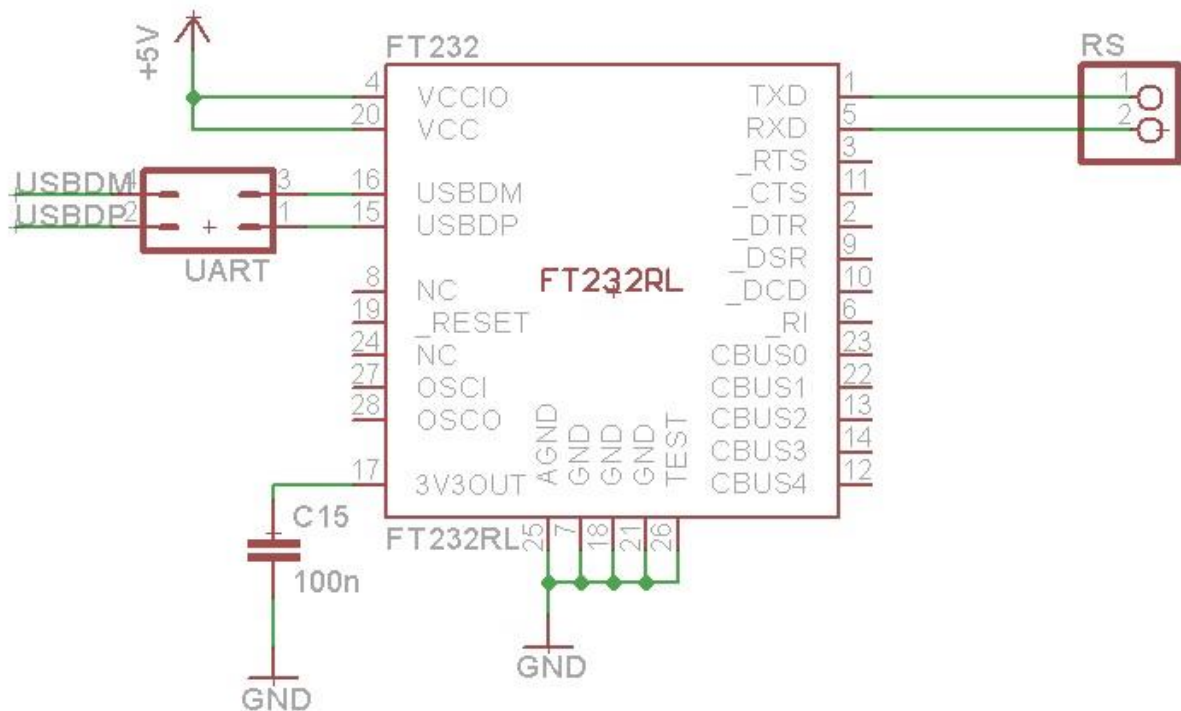 +5V
FT232
RS
4 VCCIO TXD 1 1
20 VCC RXD 5 2
_RTS 3
USBDM 4 3 16 USBDM _CTS 11
USBDP 2 1 15 USBDP _DTR 2
UART
_DSR 9
FT232RL
8 NC _DCD 10
19 _RESET _RI 6
24 NC CBUS0 23
27 OSCI CBUS1 22
28 OSCO CBUS2 13
CBUS3 14
17 3V3OUT CBUS4 12
AGND GND GND GND TEST
C15
FT232RL
25 7 18 21 26
100n
GND
GND